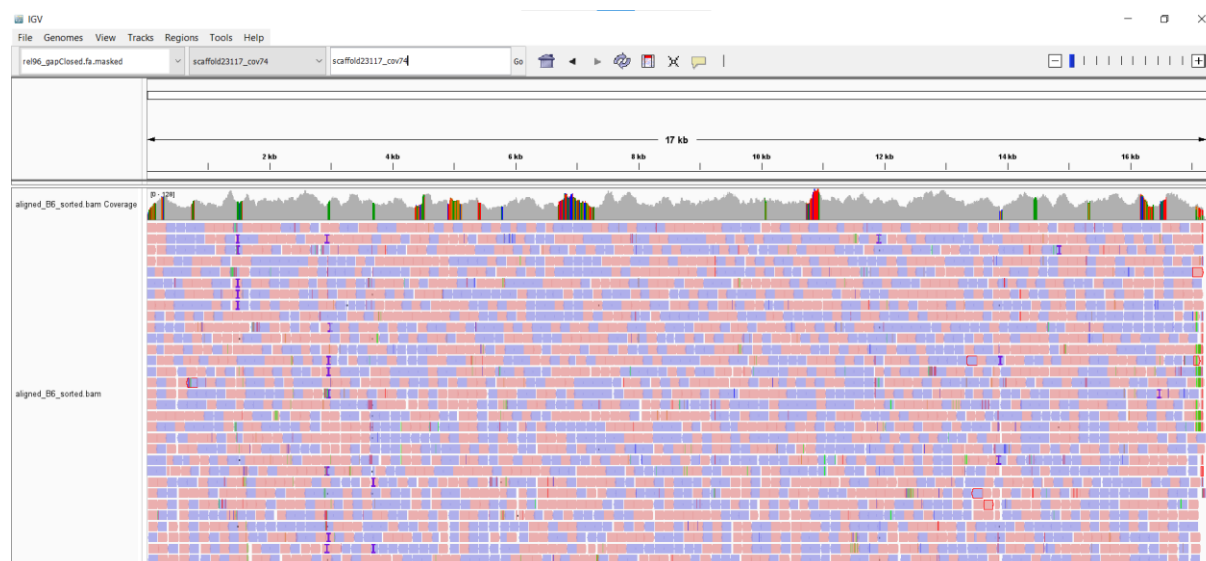 IGV
File Genomes View Tracks Regions Tools Help
rel96_gapClosed.fa.masked scaffold23117_cov74 scaffold23117_cov74 Go
17 kb
2 kb 4 kb 6 kb 8 kb 10 kb 12 kb 14 kb 16 kb
[0 - 129]
aligned_B6_sorted.bam Coverage
aligned_B6_sorted.bam